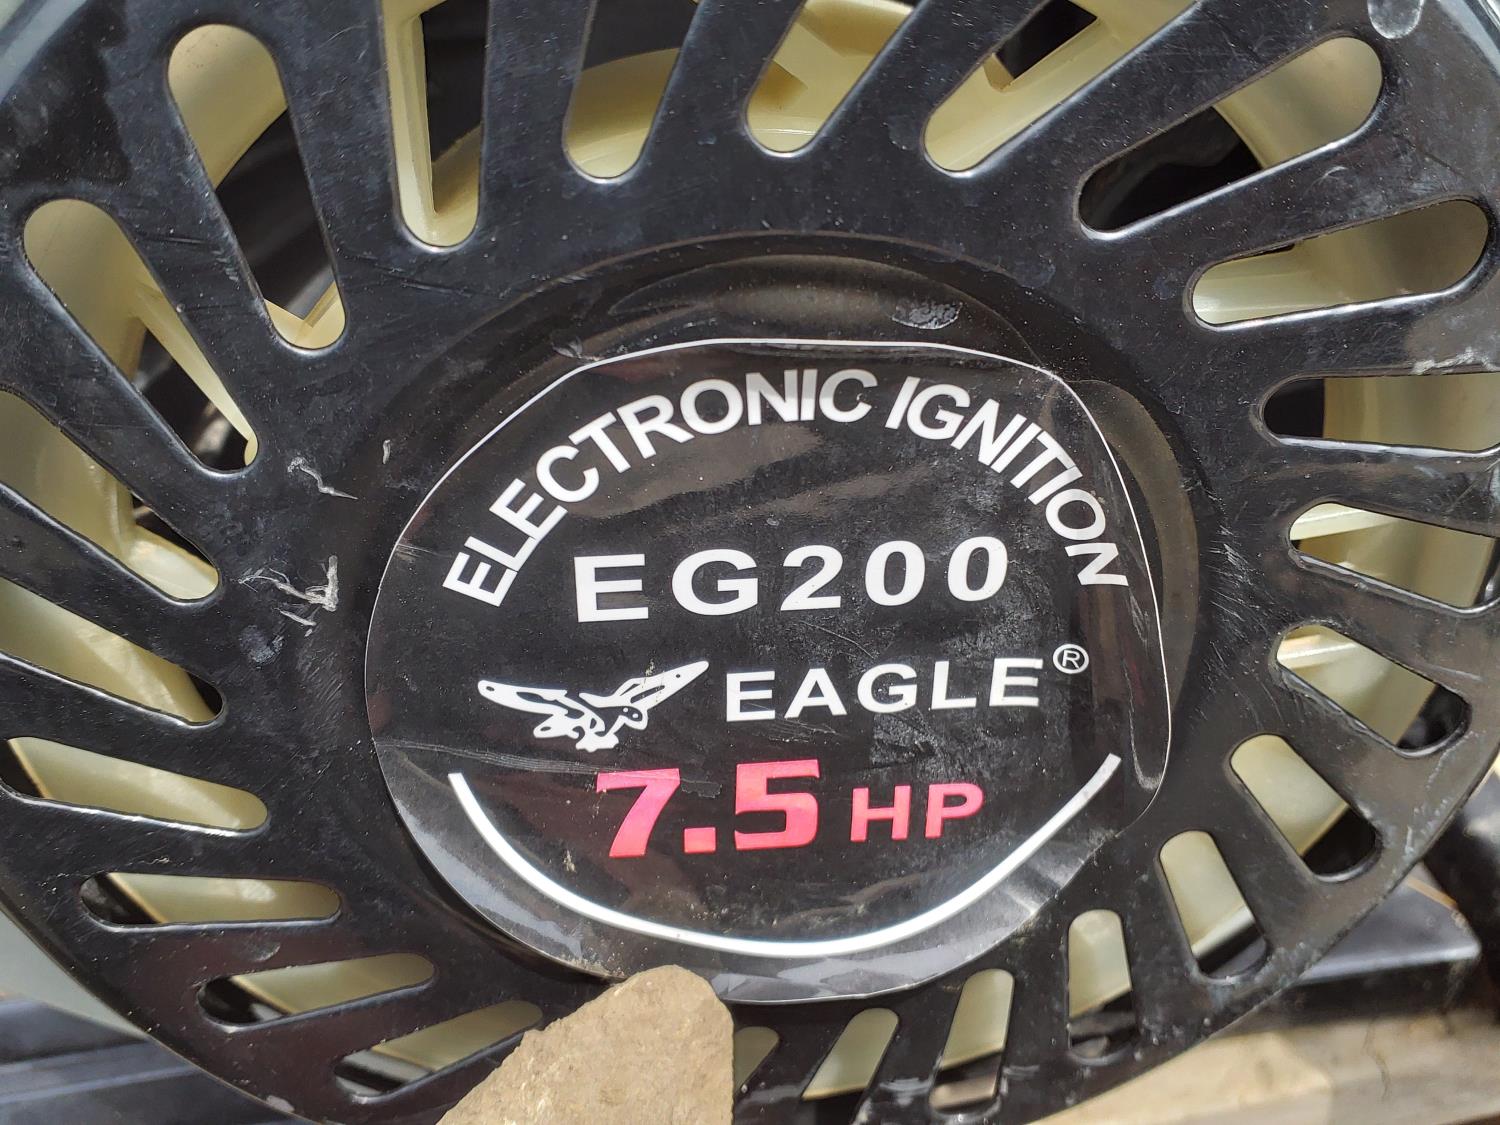 ELECTRONIC IGNITION
EG200
EAGLE®
7.5 HP